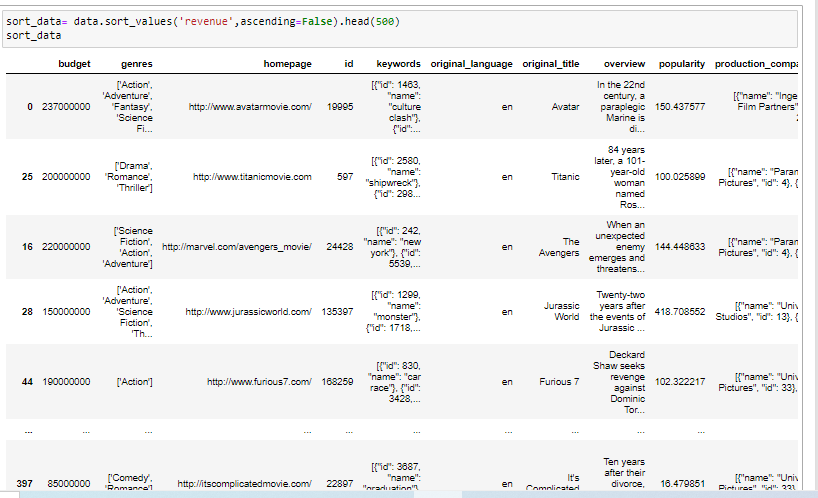 sort_data= data.sort_values('revenue',ascending=False).head(500)
sort_data
budget genres homepage id keywords original_language original_title overview popularity
0 237000000 ['Action', 'Adventure', 'Fantasy', 'Science Fi... http://www.avatarmovie.com/ 19995 [{"id": 1463, "name": "culture clash"}, {"id":... en Avatar In the 22nd century, a paraplegic Marine is di... 150.437577 [{"name": "Inge Film Partners"
25 200000000 ['Drama', 'Romance', 'Thriller'] http://www.titanicmovie.com 597 [{"id": 2580, "name": "shipwreck"}, {"id": 298... en Titanic 84 years later, a 101-year-old woman named Ros... 100.025899 [{"name": "Param Pictures", "id": 4}, {
16 220000000 ['Science Fiction', 'Action', 'Adventure'] http://marvel.com/avengers_movie/ 24428 [{"id": 242, "name": "new york"}, {"id": 5539,... en The Avengers When an unexpected enemy emerges and threatens... 144.448633 [{"name": "Param Pictures", "id": 4}, {
28 150000000 ['Action', 'Adventure', 'Science Fiction', 'Th... http://www.jurassicworld.com/ 135397 [{"id": 1299, "name": "monster"}, {"id": 1718,... en Jurassic World Twenty-two years after the events of Jurassic ... 418.708552 [{"name": "Univ Studios", "id": 13}, {
44 190000000 ['Action'] http://www.furious7.com/ 168259 [{"id": 830, "name": "car race"}, {"id": 3428,... en Furious 7 Deckard Shaw seeks revenge against Dominic Tor... 102.322217 [{"name": "Univ Pictures", "id": 33},
... ... ... ... ... ... ... ... ... ...
397 85000000 ['Comedy', 'Romance'] http://itscomplicatedmovie.com/ 22897 [{"id": 3687, "name": "graduation"}, en It's Complicated Ten years after their divorce, 16.479851 [{"name": "Univ Pictures", "id": 33},